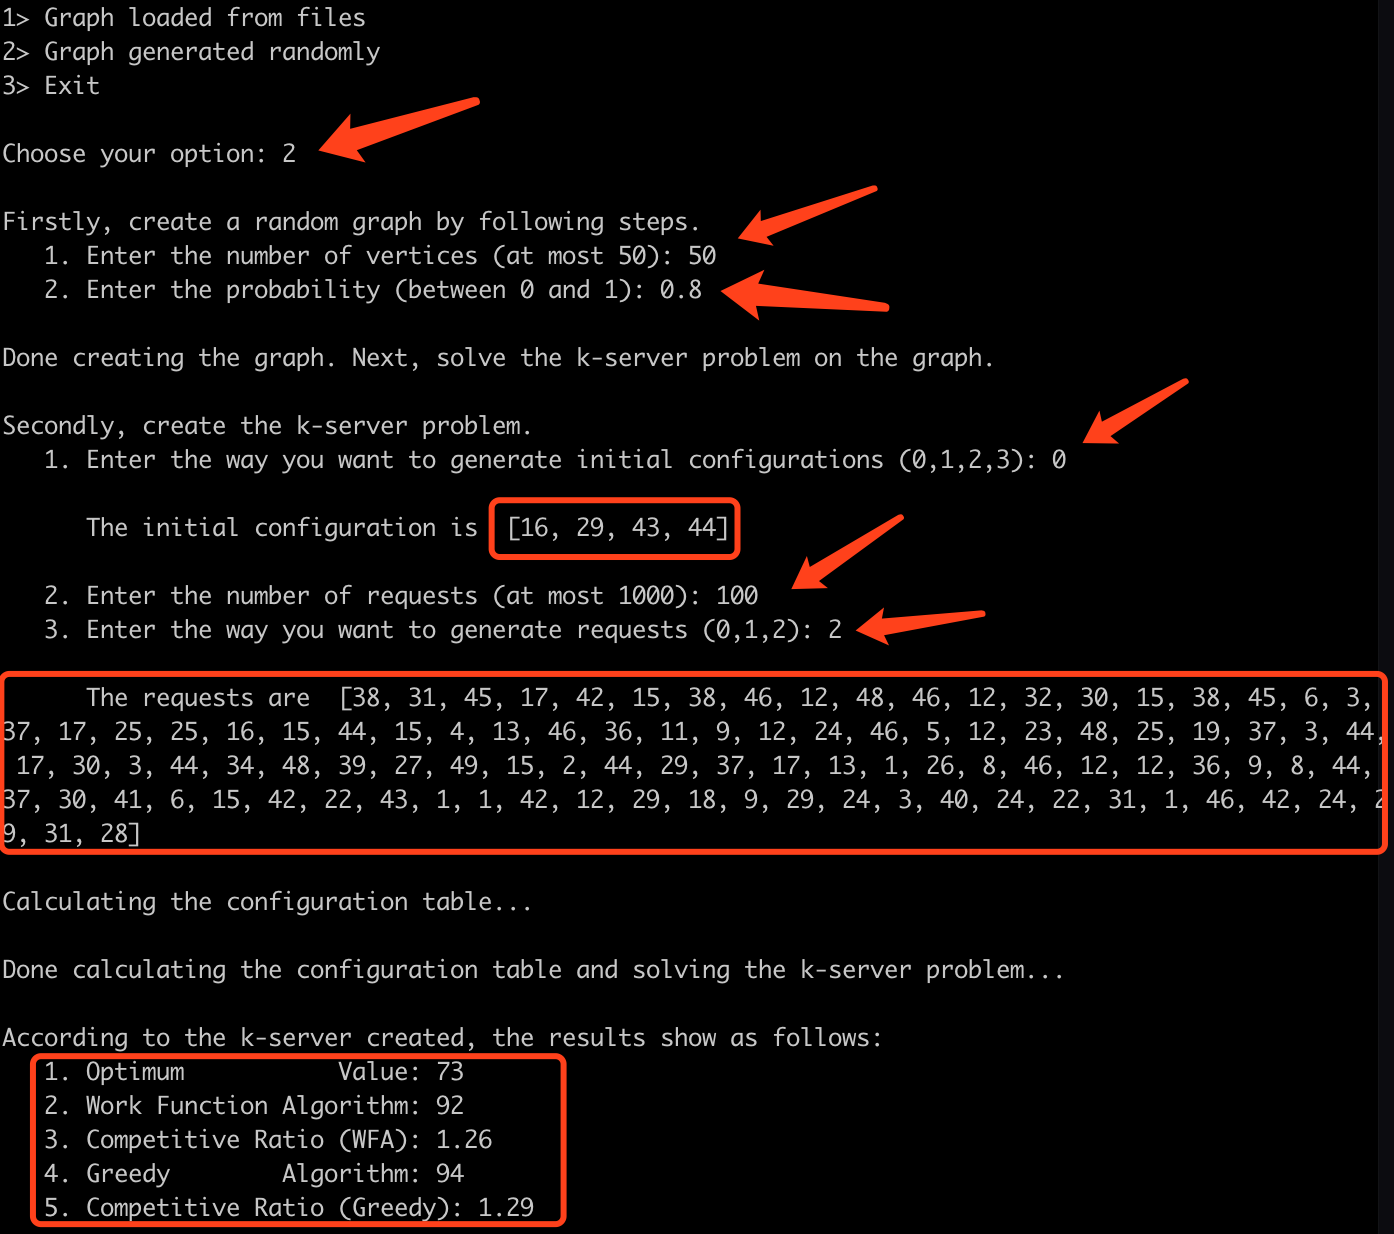 1> Graph loaded from files
2> Graph generated randomly
3> Exit
Choose your option: 2
Firstly, create a random graph by following steps.
1. Enter the number of vertices (at most 50): 50
2. Enter the probability (between 0 and 1): 0.8
Done creating the graph. Next, solve the k-server problem on the graph.
Secondly, create the k-server problem.
1. Enter the way you want to generate initial configurations (0,1,2,3): 0
The initial configuration is [16, 29, 43, 44]
2. Enter the number of requests (at most 1000): 100
3. Enter the way you want to generate requests (0,1,2): 2
The requests are [38, 31, 45, 17, 42, 15, 38, 46, 12, 48, 46, 12, 32, 30, 15, 38, 45, 6, 3,
37, 17, 25, 25, 16, 15, 44, 15, 4, 13, 46, 36, 11, 9, 12, 24, 46, 5, 12, 23, 48, 25, 19, 37, 3, 44,
17, 30, 3, 44, 34, 48, 39, 27, 49, 15, 2, 44, 29, 37, 17, 13, 1, 26, 8, 46, 12, 12, 36, 9, 8, 44,
37, 30, 41, 6, 15, 42, 22, 43, 1, 1, 42, 12, 29, 18, 9, 29, 24, 3, 40, 24, 22, 31, 1, 46, 42, 24, 2
9, 31, 28]
Calculating the configuration table...
Done calculating the configuration table and solving the k-server problem...
According to the k-server created, the results show as follows:
1. Optimum Value: 73
2. Work Function Algorithm: 92
3. Competitive Ratio (WFA): 1.26
4. Greedy Algorithm: 94
5. Competitive Ratio (Greedy): 1.29